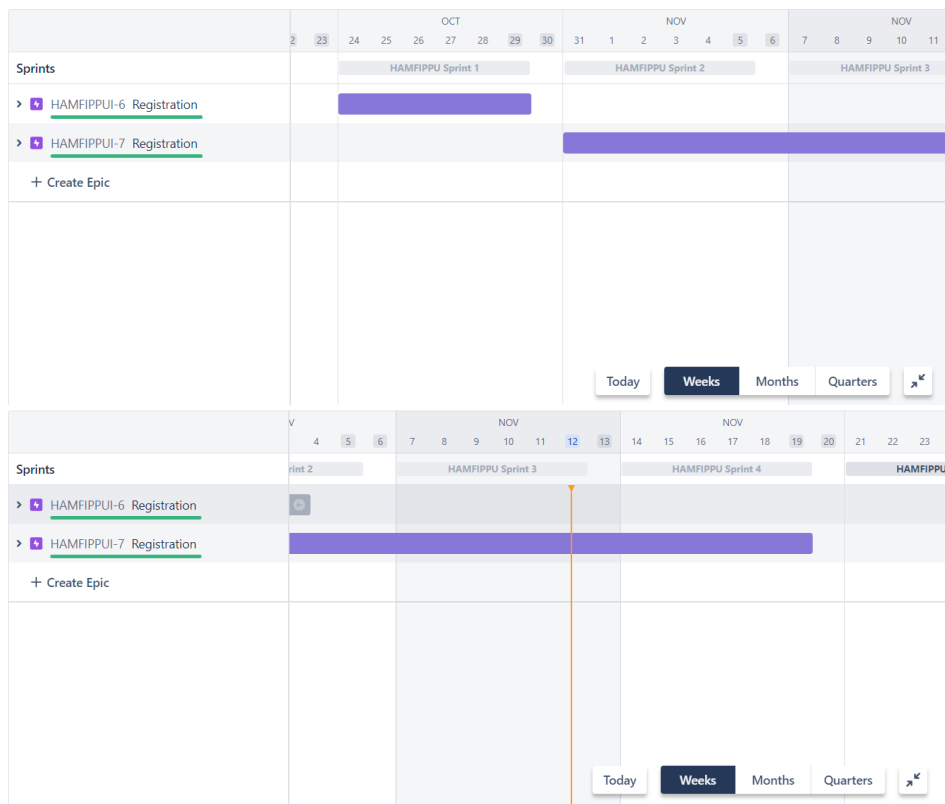 OCT NOV NOV
2 23 24 25 26 27 28 29 30 31 1 2 3 4 5 6 7 8 9 10 11
Sprints HAMFIPPU Sprint 1 HAMFIPPU Sprint 2 HAMFIPPU Sprint 3
HAMFIPPUI-6 Registration
HAMFIPPUI-7 Registration
+ Create Epic
Today Weeks Months Quarters
V NOV NOV
4 5 6 7 8 9 10 11 12 13 14 15 16 17 18 19 20 21 22 23
Sprints rint 2 HAMFIPPU Sprint 3 HAMFIPPU Sprint 4 HAMFIPPU
HAMFIPPUI-6 Registration
HAMFIPPUI-7 Registration
+ Create Epic
Today Weeks Months Quarters